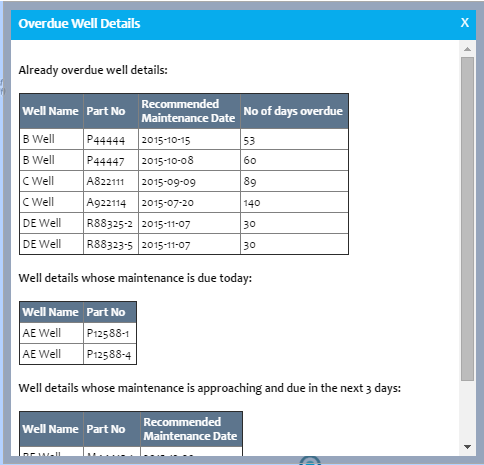 Overdue Well Details X
Already overdue well details:
Well Name Part No Recommended Maintenance Date No of days overdue
B Well P44444 2015-10-15 53
B Well P44447 2015-10-08 60
C Well A822111 2015-09-09 89
C Well A922114 2015-07-20 140
DE Well R88325-2 2015-11-07 30
DE Well R88323-5 2015-11-07 30
Well details whose maintenance is due today:
Well Name Part No
AE Well P12588-1
AE Well P12588-4
Well details whose maintenance is approaching and due in the next 3 days:
Well Name Part No Recommended Maintenance Date
Well